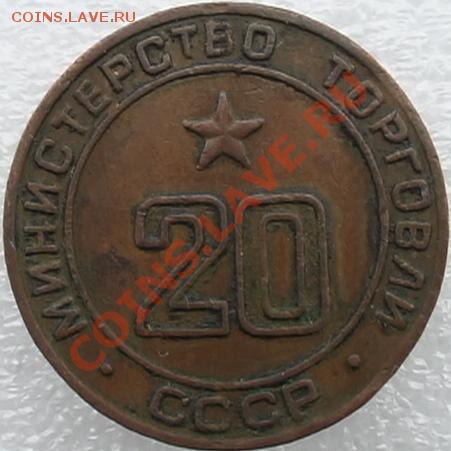 COINS.LAVE.RU
МИНИСТЕРСТВО ТОРГОВЛИ
20
• СССР •
COINS.LAVE.RU